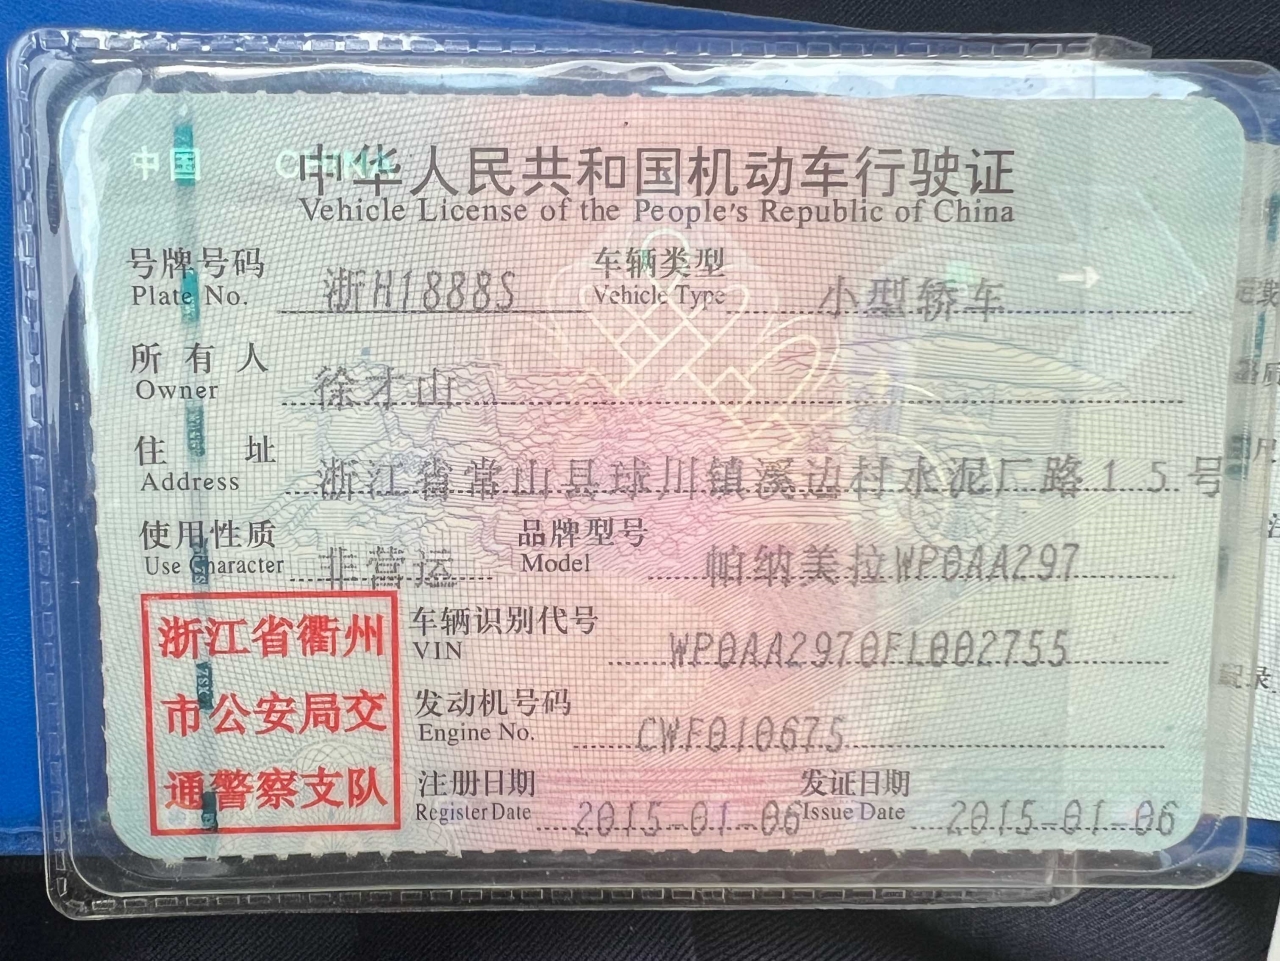 中国 CHINA
中华人民共和国机动车行驶证
Vehicle License of the People's Republic of China
号牌号码 浙H1888S 车辆类型 小型轿车
Plate No. Vehicle Type
所有人 徐才山
Owner
住址 浙江省常山县球川镇溪边村水泥厂路15号
Address
使用性质 非营运 品牌型号 帕纳美拉WP0AA297
Use Character Model
浙江省衢州
市公安局交
通警察支队
车辆识别代号 WP0AA2970FL002755
VIN
发动机号码 CWF010675
Engine No.
注册日期 2015-01-06 发证日期 2015-01-06
Register Date Issue Date